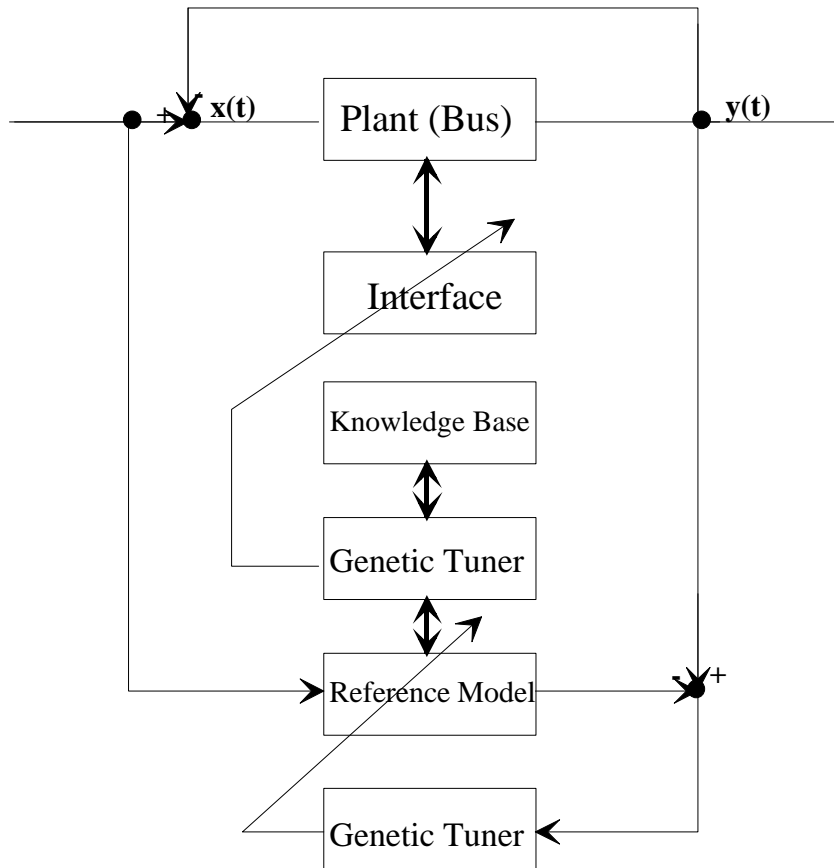 -
+ x(t) Plant (Bus) y(t)
Interface
Knowledge Base
Genetic Tuner
Reference Model - +
Genetic Tuner